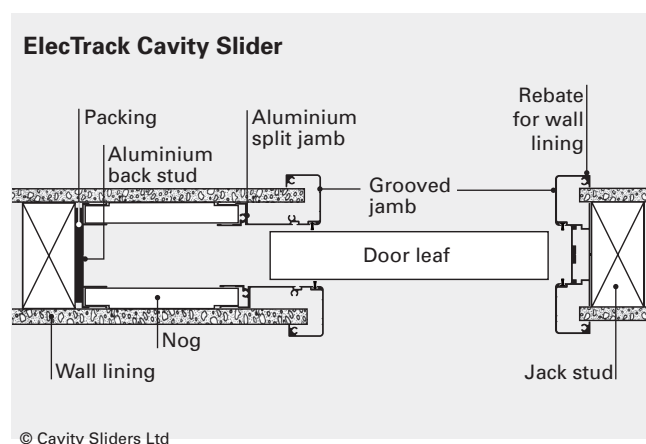 ElecTrack Cavity Slider
Packing
Aluminium
back stud
Aluminium
split jamb
Rebate
for wall
lining
Grooved
jamb
Door leaf
Nog
Wall lining
Jack stud
© Cavity Sliders Ltd